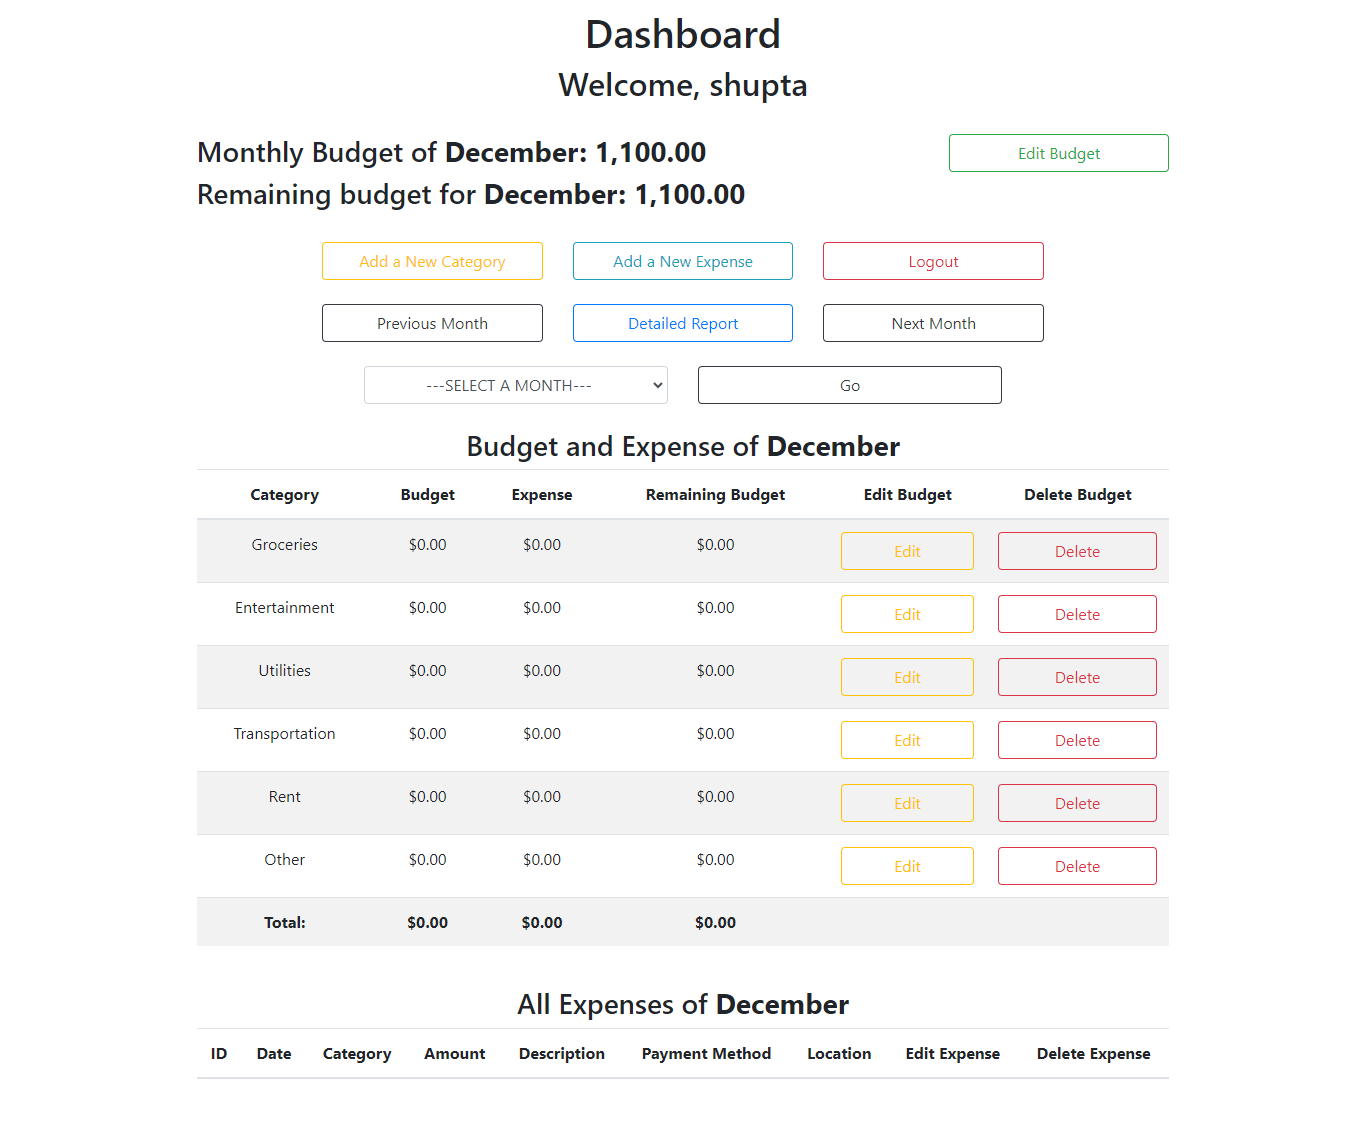 Dashboard
Welcome, shupta
Monthly Budget of December: 1,100.00
Edit Budget
Remaining budget for December: 1,100.00
Add a New Category Add a New Expense Logout
Previous Month Detailed Report Next Month
---SELECT A MONTH--- Go
Budget and Expense of December
Category Budget Expense Remaining Budget Edit Budget Delete Budget
Groceries $0.00 $0.00 $0.00 Edit Delete
Entertainment $0.00 $0.00 $0.00 Edit Delete
Utilities $0.00 $0.00 $0.00 Edit Delete
Transportation $0.00 $0.00 $0.00 Edit Delete
Rent $0.00 $0.00 $0.00 Edit Delete
Other $0.00 $0.00 $0.00 Edit Delete
Total: $0.00 $0.00 $0.00
All Expenses of December
ID Date Category Amount Description Payment Method Location Edit Expense Delete Expense